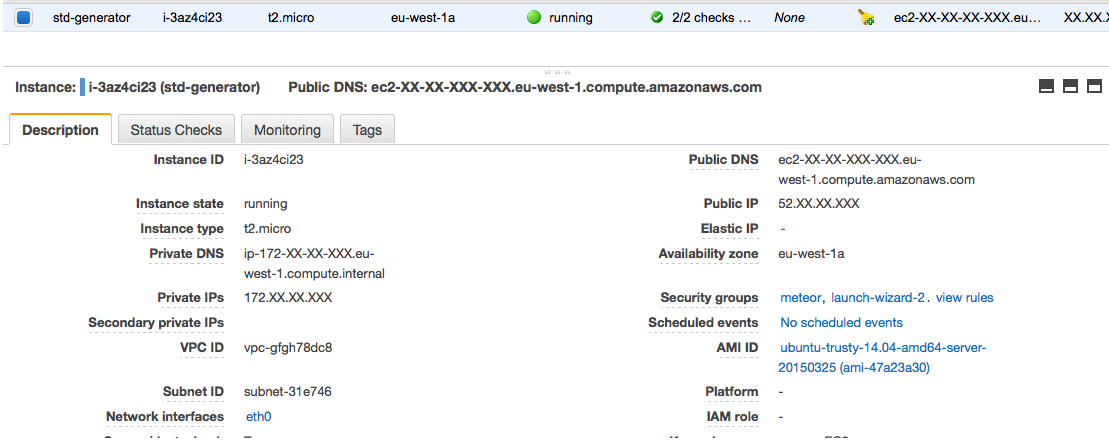 std-generator i-3az4ci23 t2.micro eu-west-1a running 2/2 checks ... None ec2-XX-XX-XX-XXX.eu... XX.XX.X
Instance: i-3az4ci23 (std-generator) Public DNS: ec2-XX-XX-XXX-XXX.eu-west-1.compute.amazonaws.com
Description Status Checks Monitoring Tags
Instance ID i-3az4ci23 Public DNS ec2-XX-XX-XXX-XXX.eu-
west-1.compute.amazonaws.com
Instance state running Public IP 52.XX.XX.XXX
Instance type t2.micro Elastic IP -
Private DNS ip-172-XX-XX-XXX.eu- Availability zone eu-west-1a
west-1.compute.internal
Private IPs 172.XX.XX.XXX Security groups meteor, launch-wizard-2. view rules
Secondary private IPs Scheduled events No scheduled events
VPC ID vpc-gfgh78dc8 AMI ID ubuntu-trusty-14.04-amd64-server-
20150325 (ami-47a23a30)
Subnet ID subnet-31e746 Platform -
Network interfaces eth0 IAM role -